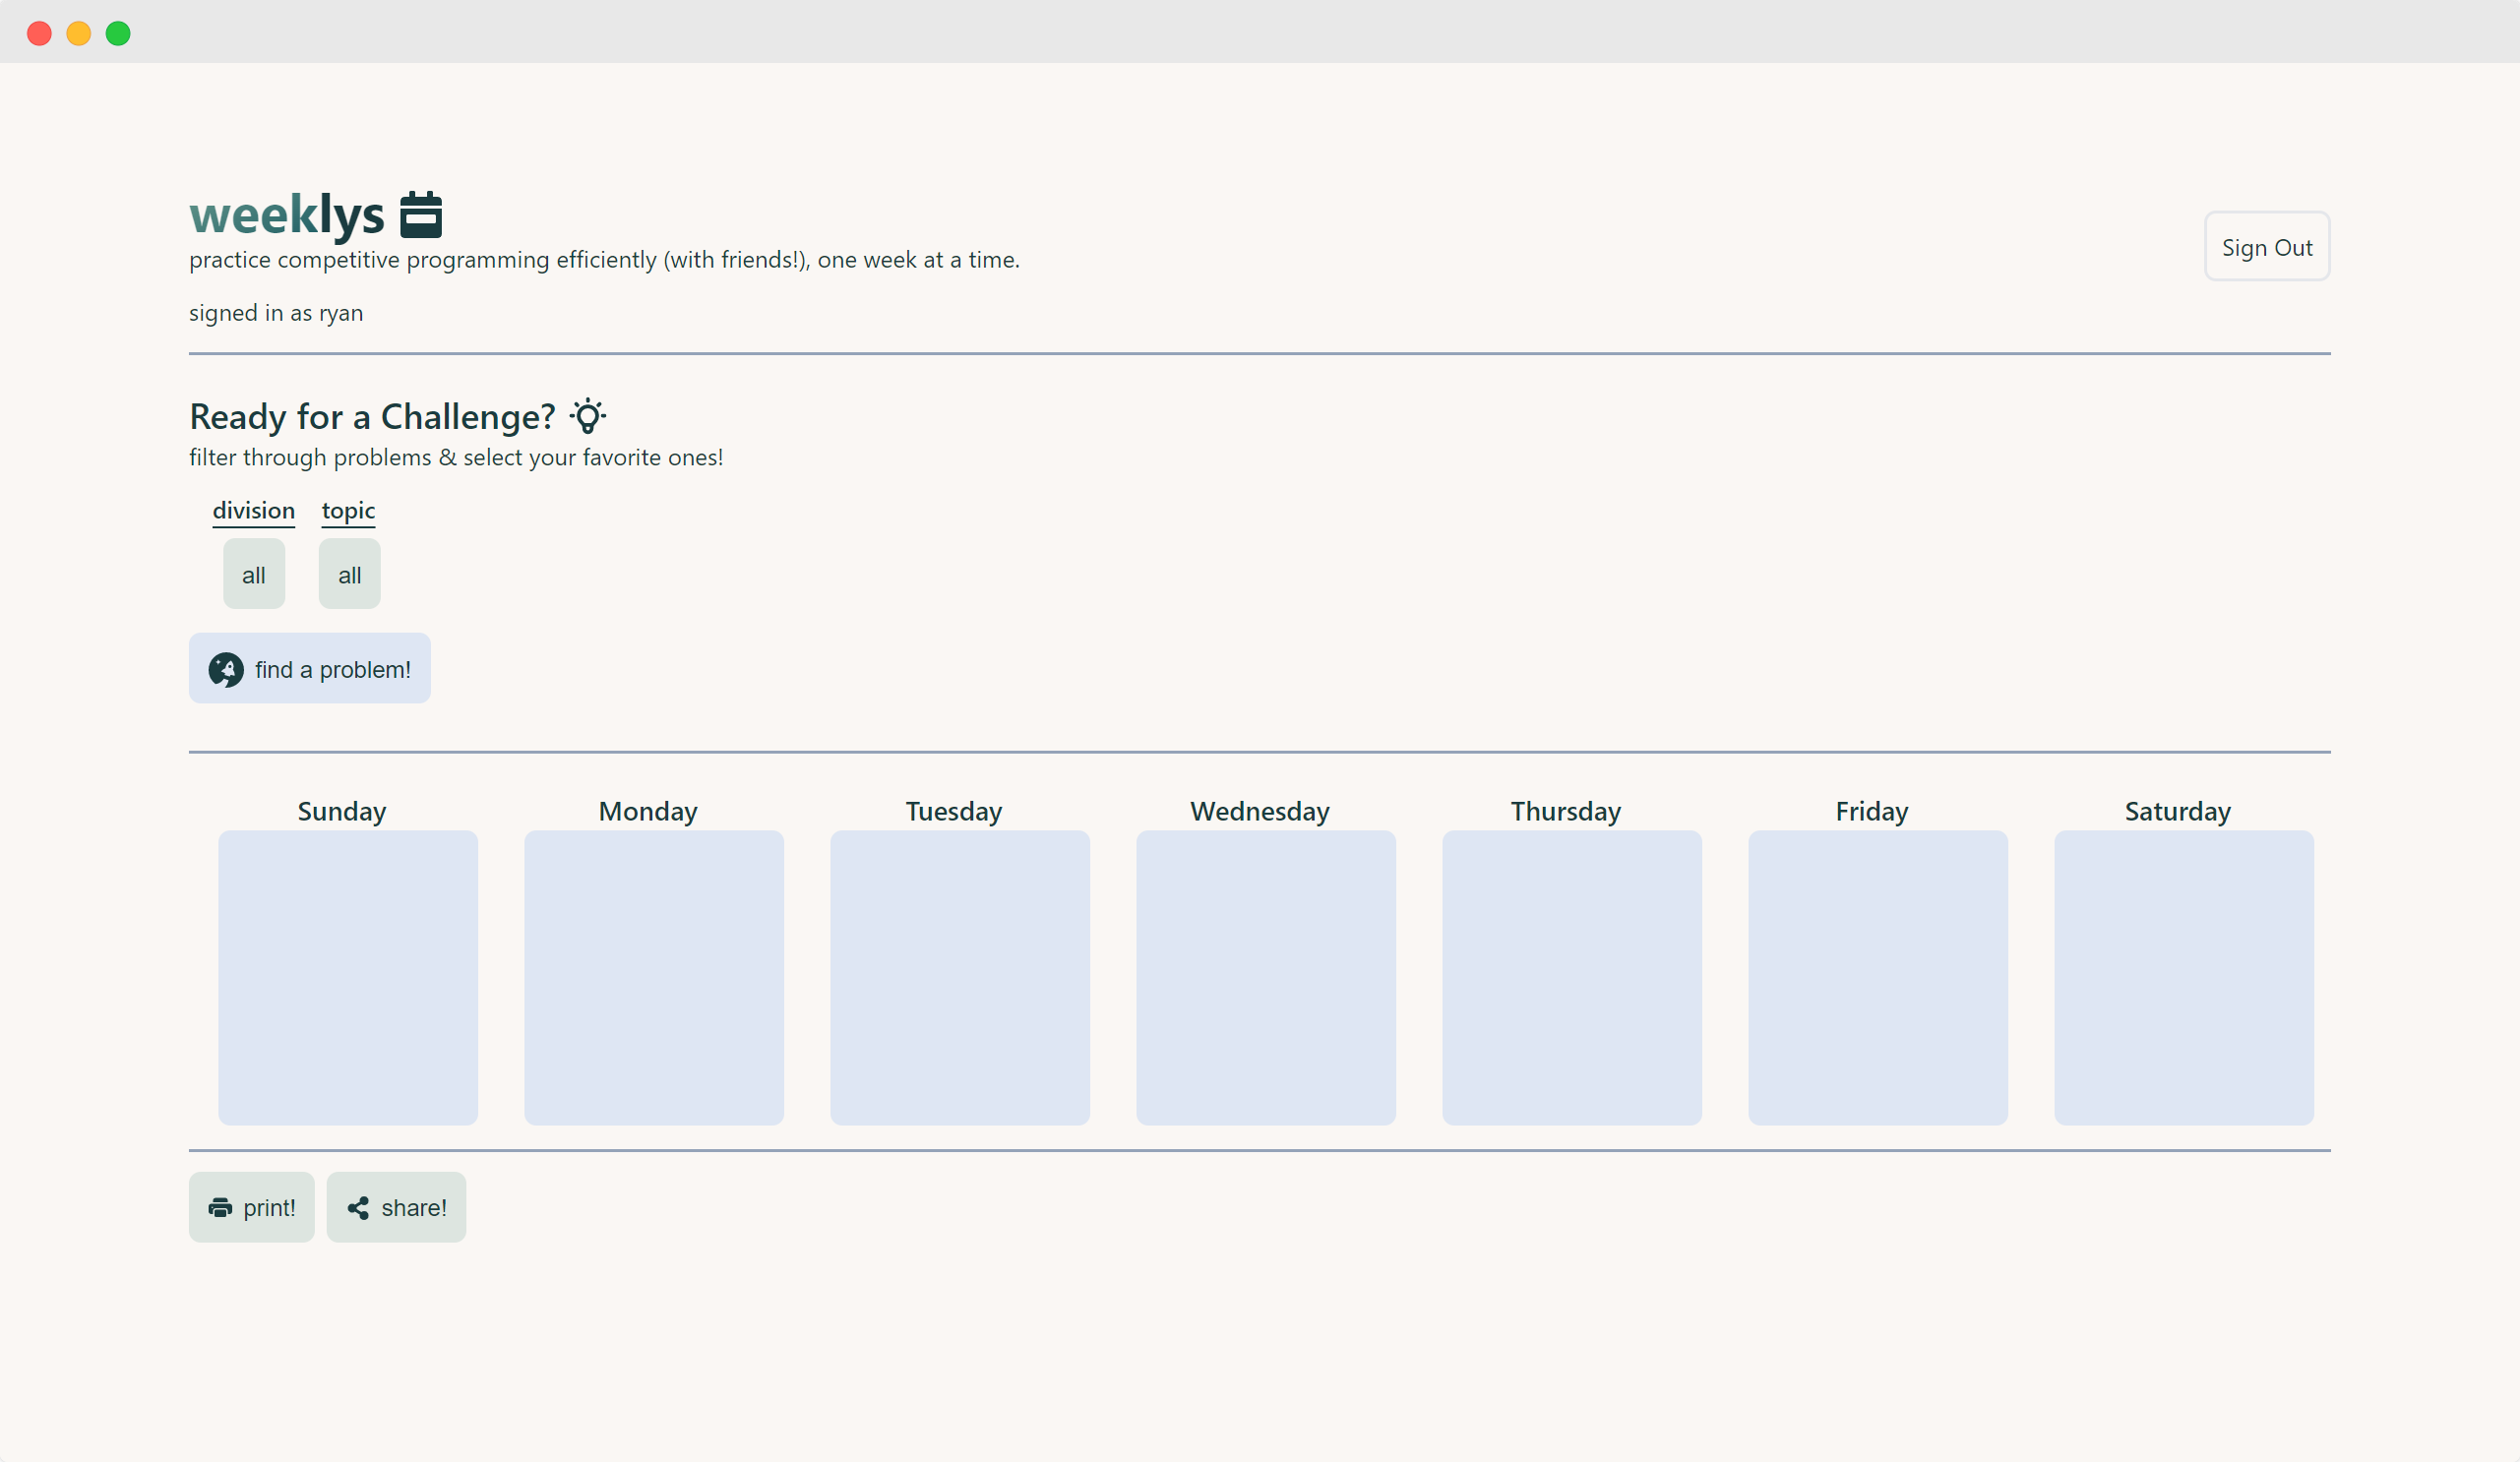 weeklys
practice competitive programming efficiently (with friends!), one week at a time.
Sign Out
signed in as ryan
Ready for a Challenge?
filter through problems & select your favorite ones!
division topic
all all
find a problem!
Sunday Monday Tuesday Wednesday Thursday Friday Saturday
print! share!